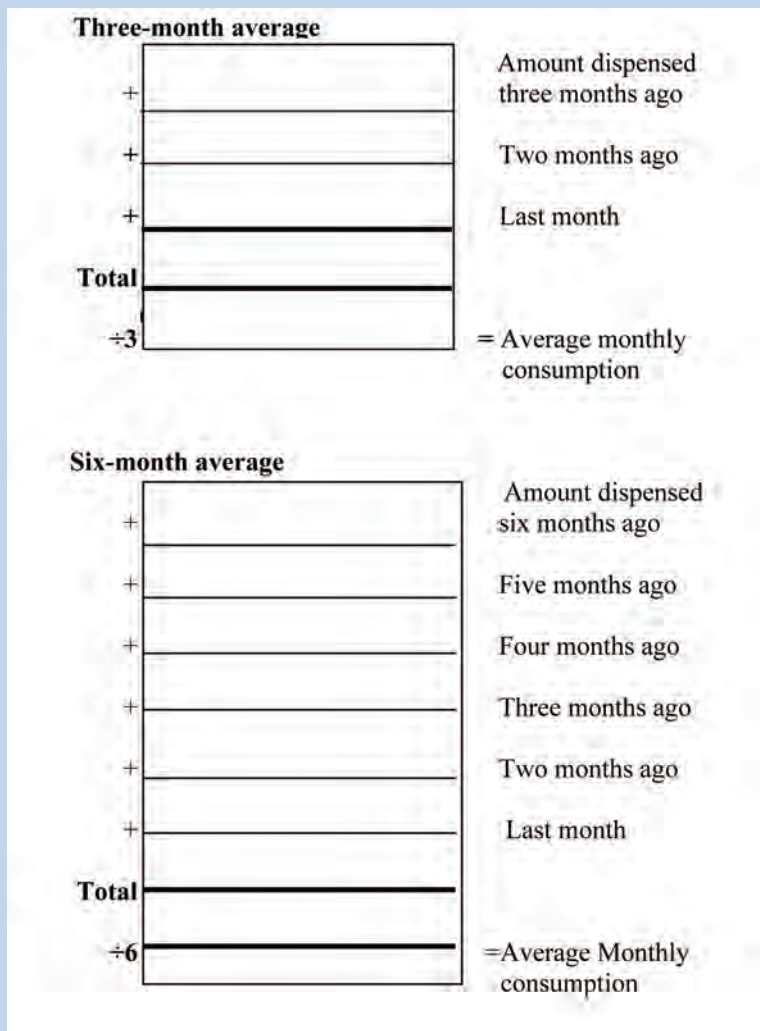 Three-month average
Amount dispensed
+ three months ago
+ Two months ago
+ Last month
Total
÷3 = Average monthly
consumption
Six-month average
Amount dispensed
+ six months ago
+ Five months ago
+ Four months ago
+ Three months ago
+ Two months ago
+ Last month
Total
÷6 =Average Monthly
consumption